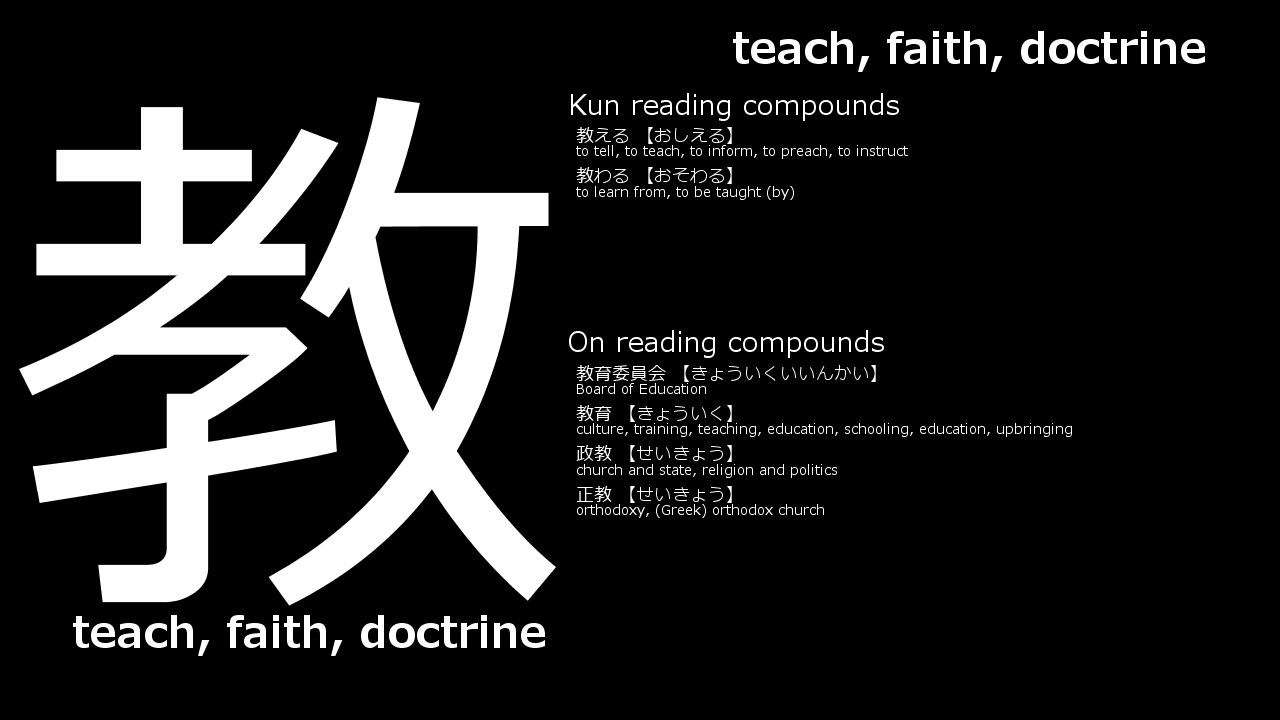 teach, faith, doctrine
教
Kun reading compounds
教える 【おしえる】
to tell, to teach, to inform, to preach, to instruct
教わる 【おそわる】
to learn from, to be taught (by)
On reading compounds
教育委員会 【きょういくいいんかい】
Board of Education
教育 【きょういく】
culture, training, teaching, education, schooling, education, upbringing
政教 【せいきょう】
church and state, religion and politics
正教 【せいきょう】
orthodoxy, (Greek) orthodox church
teach, faith, doctrine